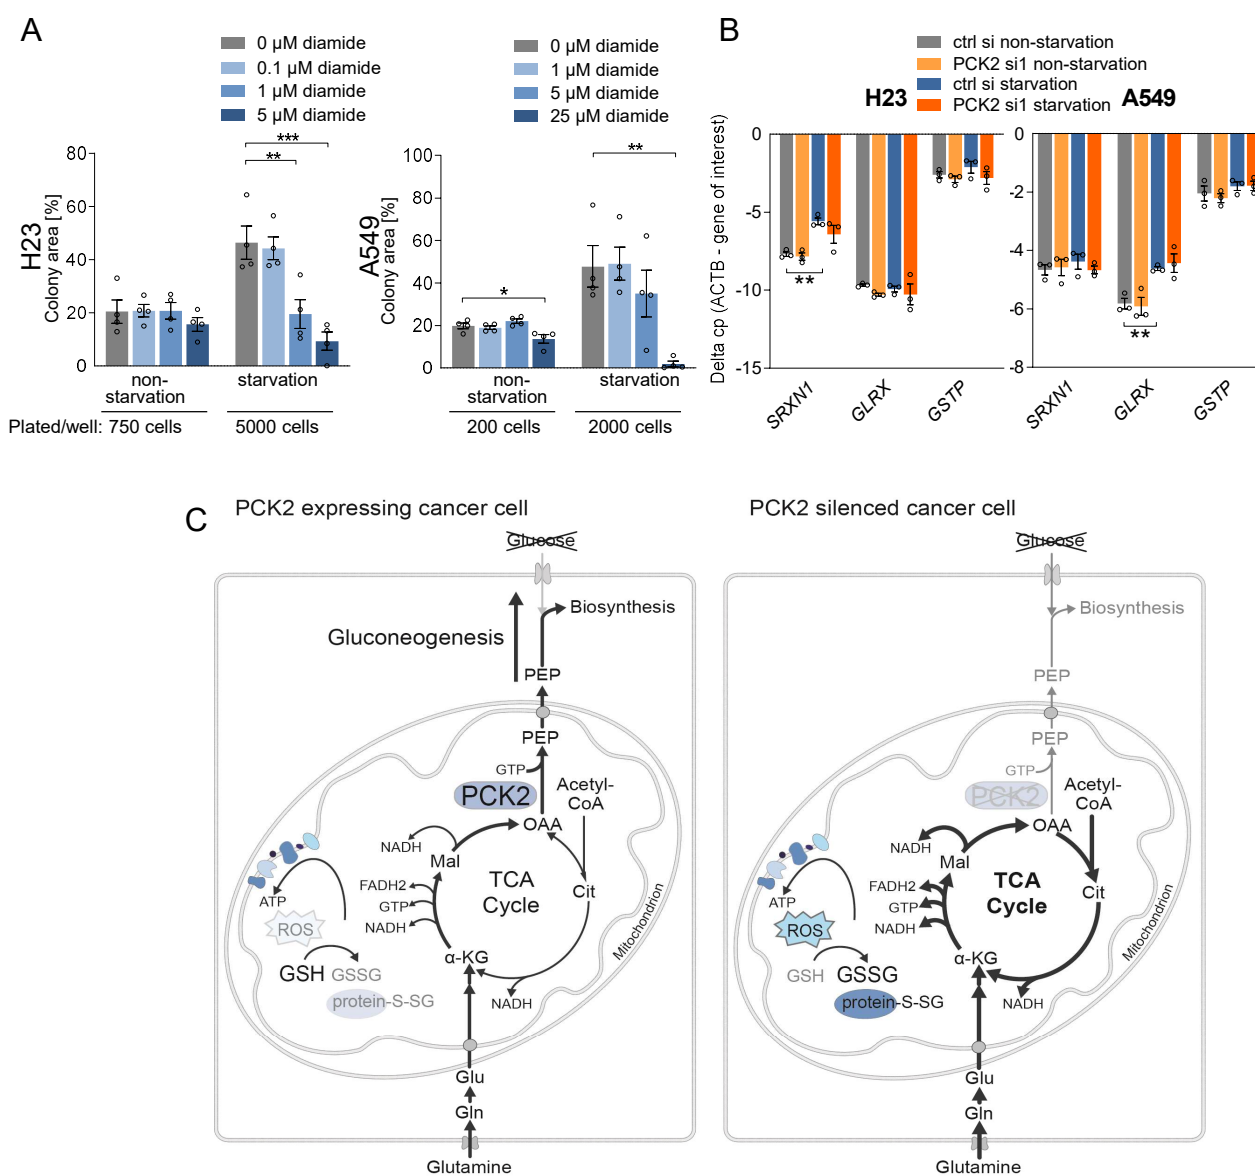 A
0 µM diamide
0.1 µM diamide
1 µM diamide
5 µM diamide
H23
Colony area [%]
80
60
40
20
0
***
**
non-
starvation
starvation
Plated/well: 750 cells
5000 cells
0 µM diamide
1 µM diamide
5 µM diamide
25 µM diamide
A549
Colony area [%]
100
80
60
40
20
0
*
**
non-
starvation
starvation
200 cells
2000 cells
B
ctrl si non-starvation
PCK2 si1 non-starvation
ctrl si starvation
PCK2 si1 starvation
H23
A549
Delta cp (ACTB - gene of interest)
0
-5
-10
-15
**
SRXN1
GLRX
GSTP
0
-2
-4
-6
-8
**
SRXN1
GLRX
GSTP
C
PCK2 expressing cancer cell
Glucose
Biosynthesis
Gluconeogenesis
PEP
PEP
GTP
PCK2
Acetyl-
CoA
OAA
NADH
Mal
TCA
Cycle
Cit
FADH2
GTP
NADH
α-KG
NADH
ATP
ROS
GSH GSSG
protein-S-SG
Mitochondrion
Glu
Gln
Glutamine
PCK2 silenced cancer cell
Glucose
Biosynthesis
PEP
PEP
GTP
PCK2
Acetyl-
CoA
OAA
NADH
Mal
TCA
Cycle
Cit
FADH2
GTP
NADH
α-KG
NADH
ATP
ROS
GSH GSSG
protein-S-SG
Mitochondrion
Glu
Gln
Glutamine